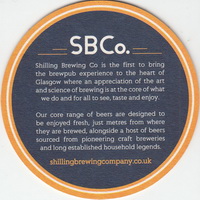 SBCo.
Shilling Brewing Co is the first to bring
the brewpub experience to the heart of
Glasgow where an appreciation of the art
and science of brewing is at the core of what
we do and for all to see, taste and enjoy.
Our core range of beers are designed to
be enjoyed fresh, just metres from where
they are brewed, alongside a host of beers
sourced from pioneering craft breweries
and long established household legends.
shillingbrewingcompany.co.uk